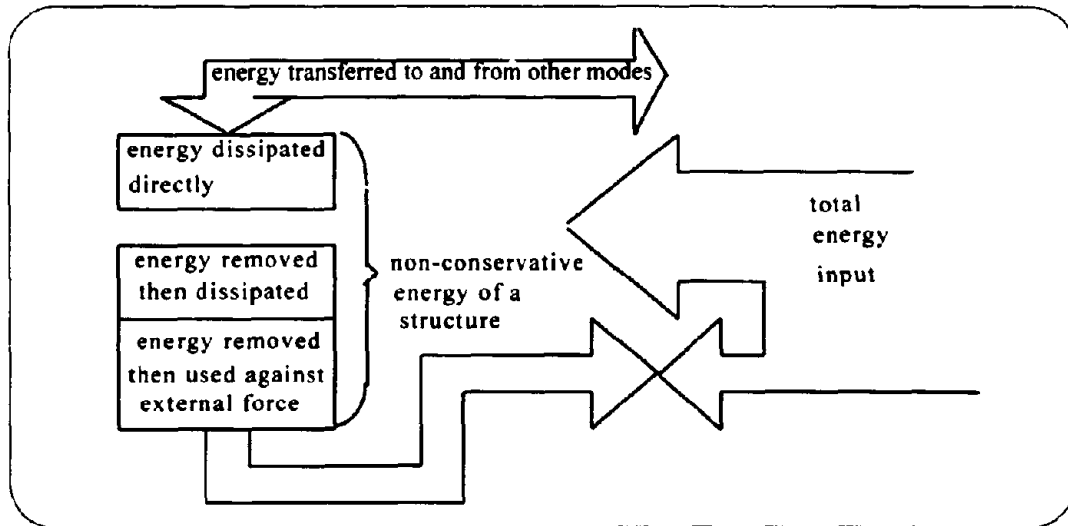 energy transferred to and from other modes
energy dissipated
directly
energy removed
then dissipated
energy removed
then used against
external force
non-conservative
energy of a
structure
total
energy
input